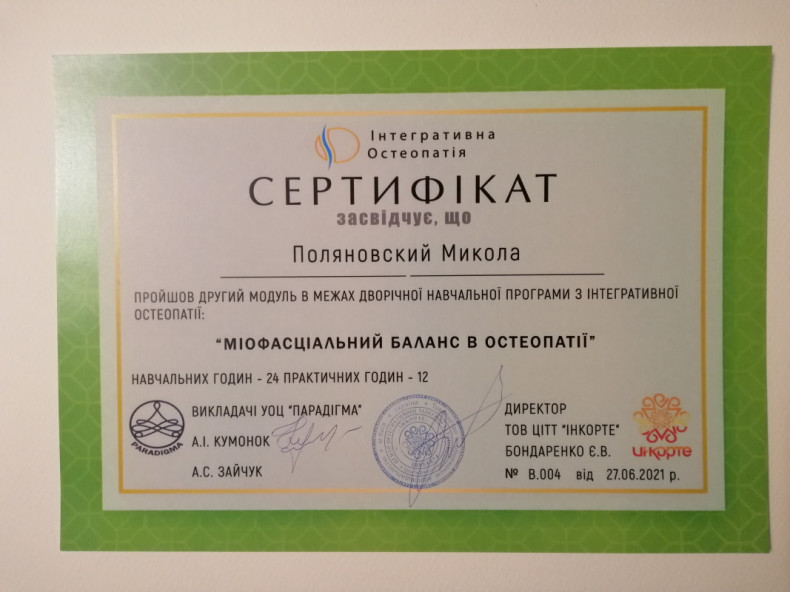 Інтегративна
Остеопатія
СЕРТИФІКАТ
засвідчує, що
Поляновский Микола
ПРОЙШОВ ДРУГИЙ МОДУЛЬ В МЕЖАХ ДВОРІЧНОЇ НАВЧАЛЬНОЇ ПРОГРАМИ З ІНТЕГРАТИВНОЇ
ОСТЕОПАТІЇ:
"МІОФАСЦІАЛЬНИЙ БАЛАНС В ОСТЕОПАТІЇ"
НАВЧАЛЬНИХ ГОДИН - 24 ПРАКТИЧНИХ ГОДИН - 12
PARADIGMA
ВИКЛАДАЧІ УОЦ "ПАРАДІГМА"
А.І. КУМОНОК
А.С. ЗАЙЧУК
ДИРЕКТОР
ТОВ ЦІТТ "ІНКОРТЕ"
БОНДАРЕНКО Є.В.
№ В.004 від 27.06.2021 р.
инкорте